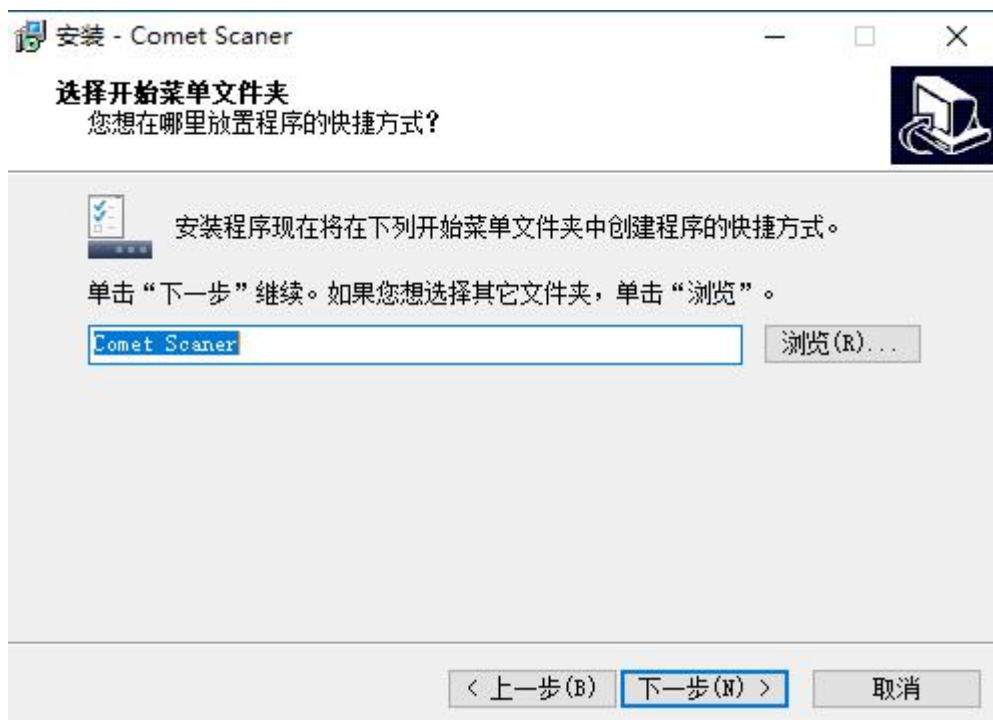 安装 - Comet Scaner
选择开始菜单文件夹
您想在哪里放置程序的快捷方式?
安装程序现在将在下列开始菜单文件夹中创建程序的快捷方式。
单击“下一步”继续。如果您想选择其它文件夹，单击“浏览”。
Comet Scaner
浏览(R)...
< 上一步(B)
下一步(N) >
取消